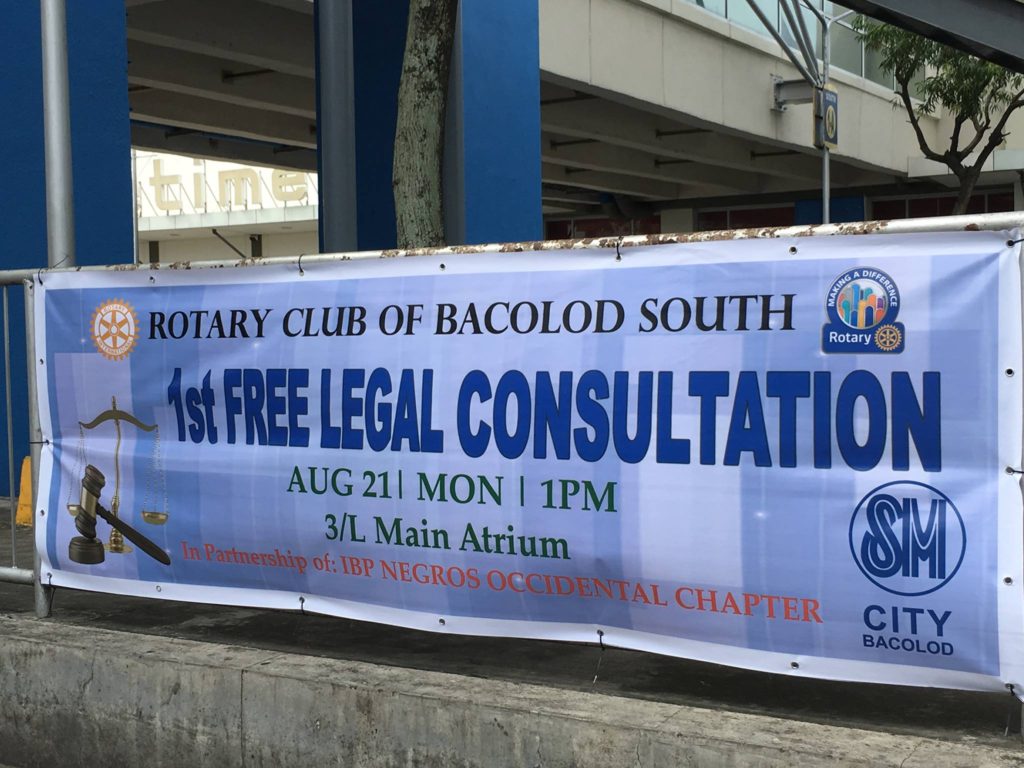 time
ROTARY CLUB OF BACOLOD SOUTH
MAKING A DIFFERENCE
Rotary
1st FREE LEGAL CONSULTATION
AUG 21| MON | 1PM
3/L Main Atrium
In Partnership of: IBP NEGROS OCCIDENTAL CHAPTER
SM
CITY
BACOLOD